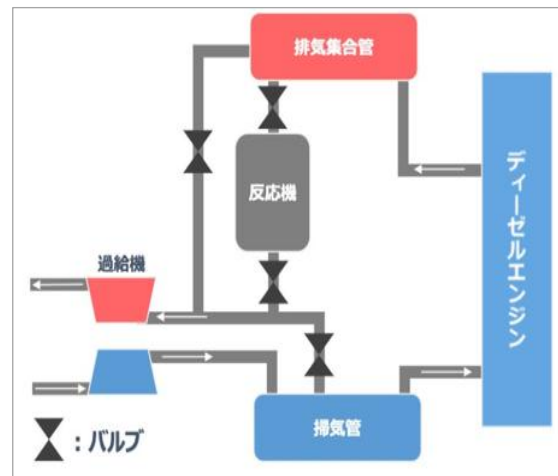 排気集合管
反応機
ディーゼルエンジン
過給機
掃気管
：バルブ